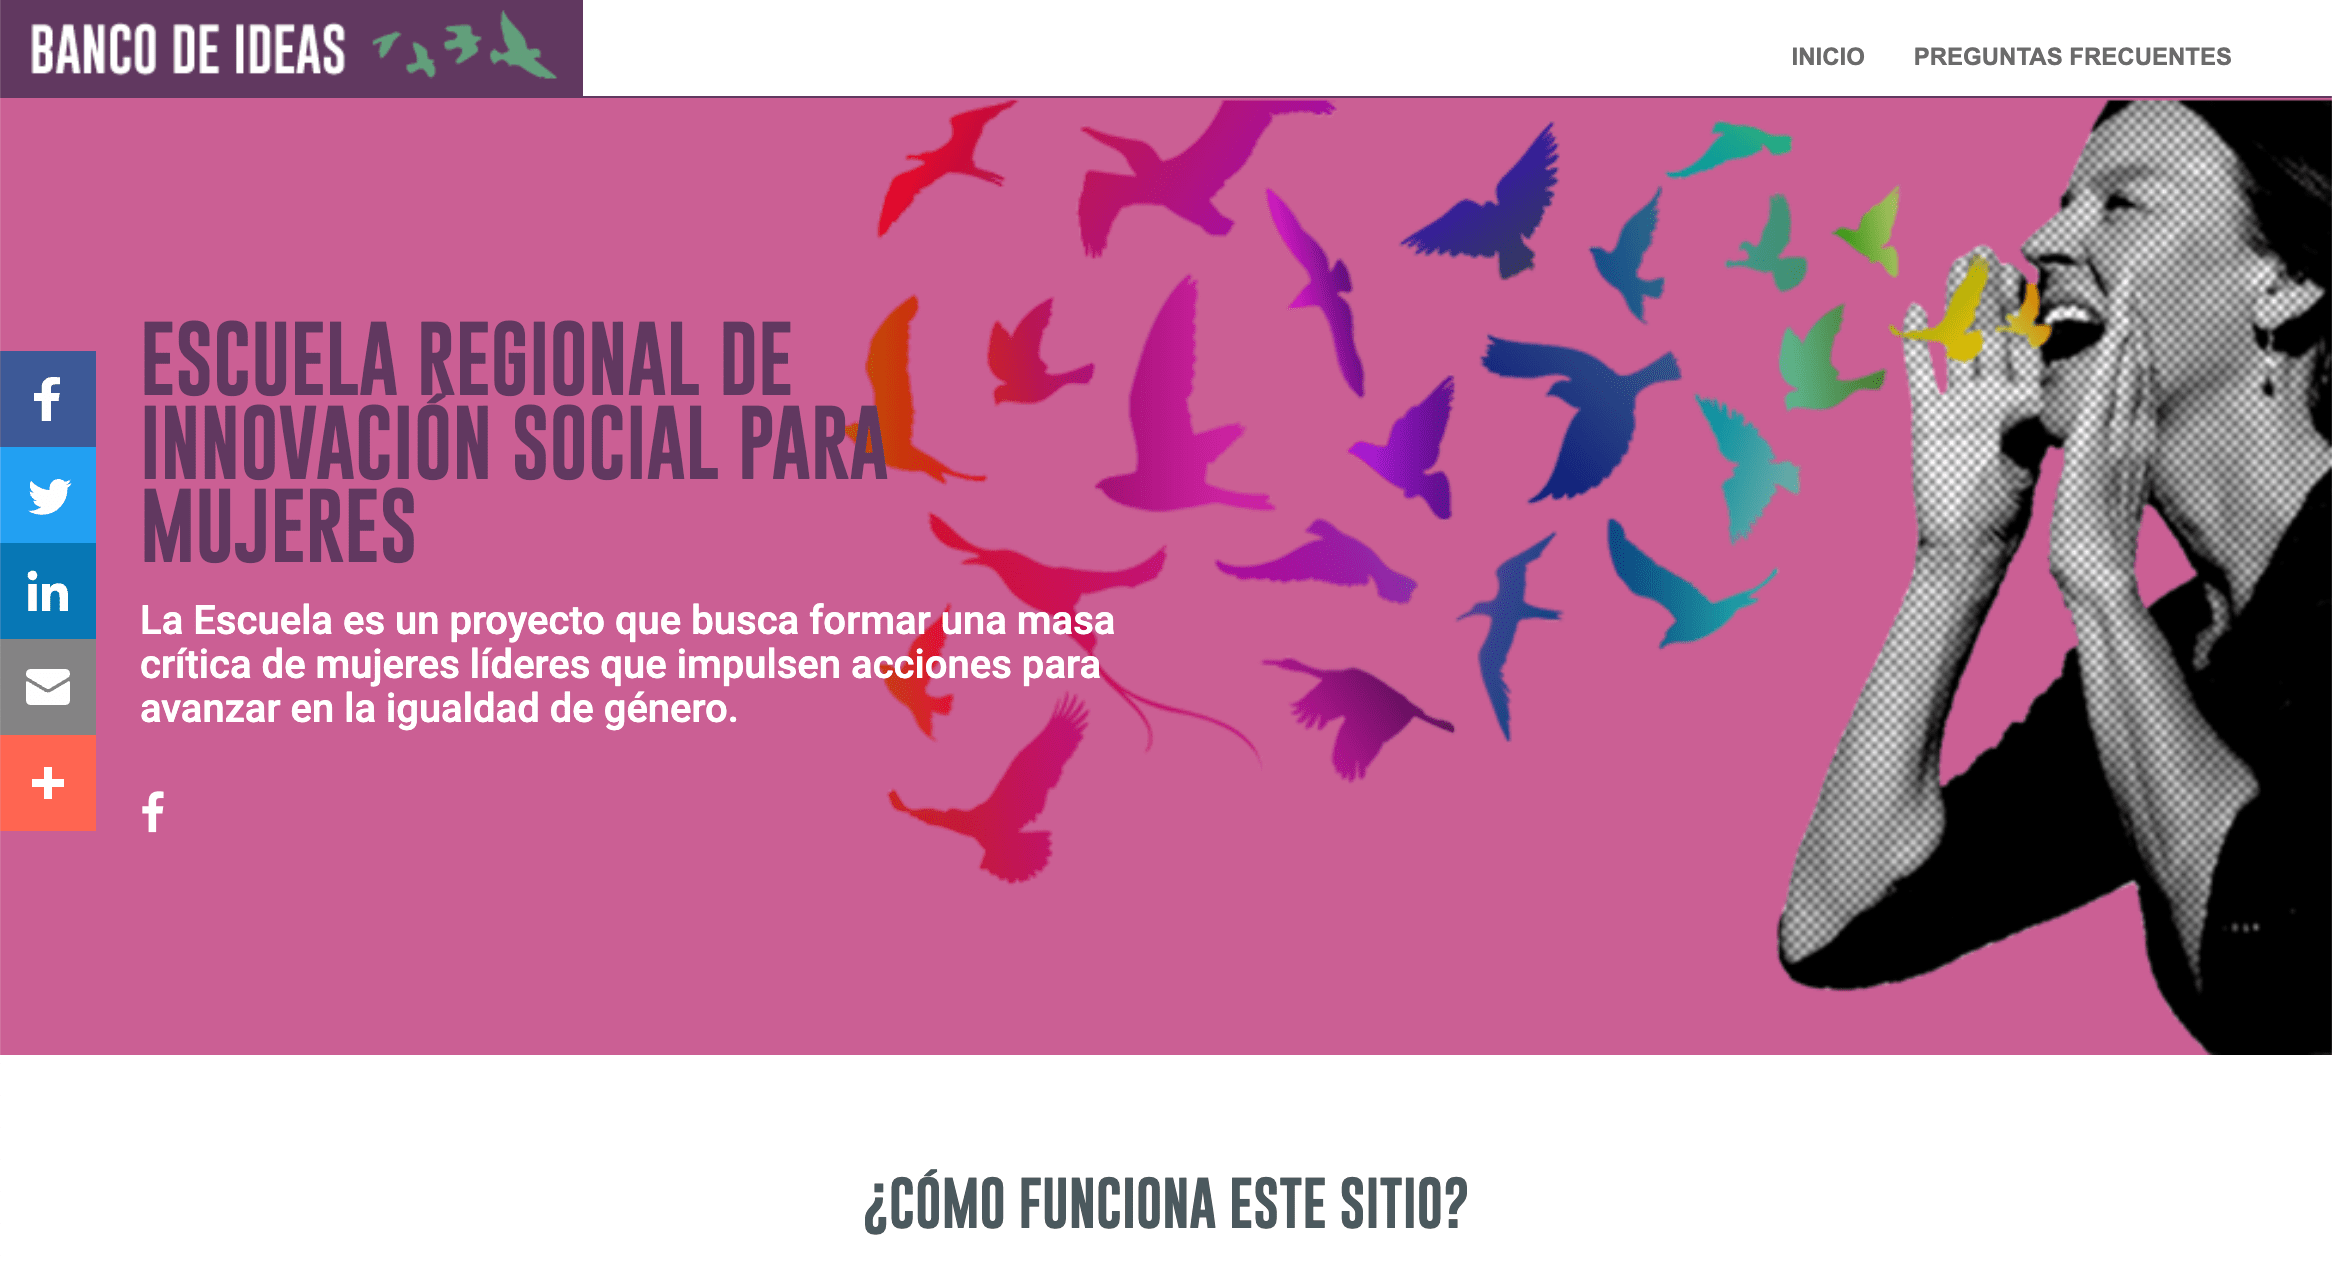 BANCO DE IDEAS
INICIO
PREGUNTAS FRECUENTES
ESCUELA REGIONAL DE
INNOVACIÓN SOCIAL PARA
MUJERES
La Escuela es un proyecto que busca formar una masa
crítica de mujeres líderes que impulsen acciones para
avanzar en la igualdad de género.
¿CÓMO FUNCIONA ESTE SITIO?